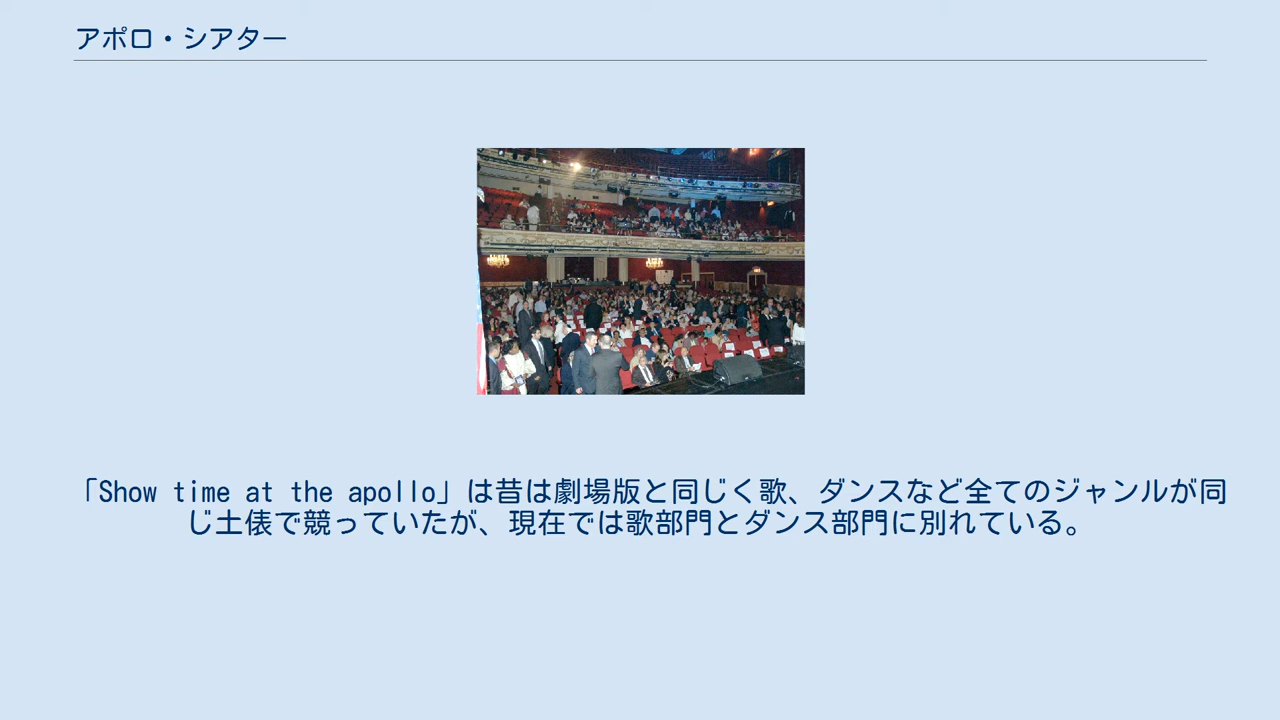 アポロ・シアター
「Show time at the apollo」は昔は劇場版と同じく歌、ダンスなど全てのジャンルが同
じ土俵で競っていたが、現在では歌部門とダンス部門に別れている。